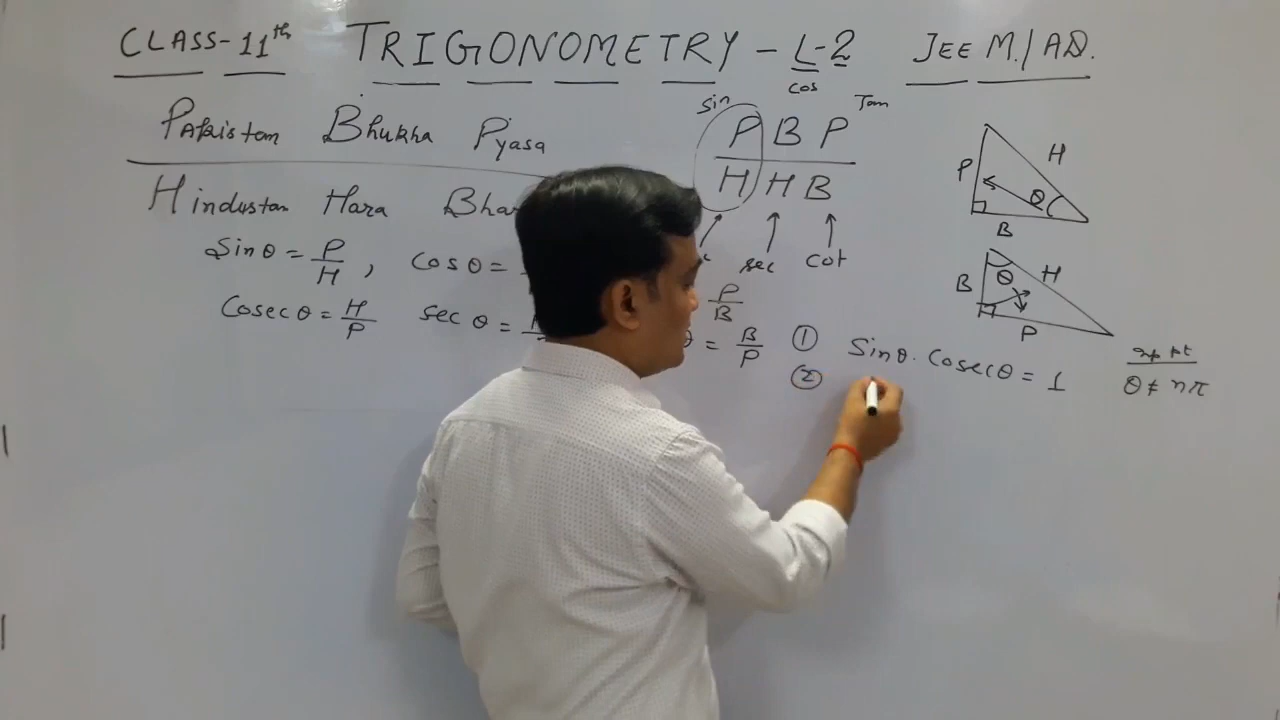 CLASS-11th TRIGONOMETRY - L-2 JEE M./AD.
Pakistan Bhukha Pyasa
Hindustan Hara
sin cos Tan
P B P
H H B
sec cot
Sinθ = P/H , cosθ =
Cosecθ = H/P sec θ =
P/B
θ = B/P
① Sinθ. Cosecθ = 1
θ ≠ nπ
②
P H θ B
B θ H P